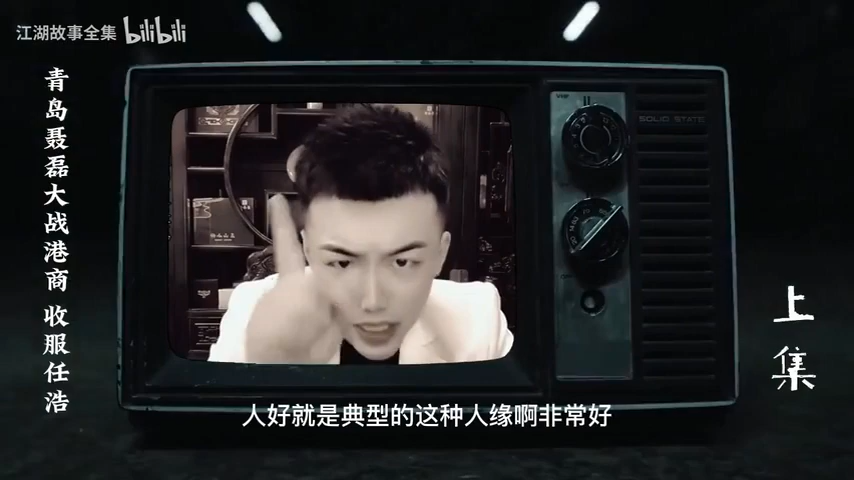 江湖故事全集 bilibili
青岛聂磊大战港商 收服任浩
SOLID STATE
上集
人好就是典型的这种人缘啊非常好